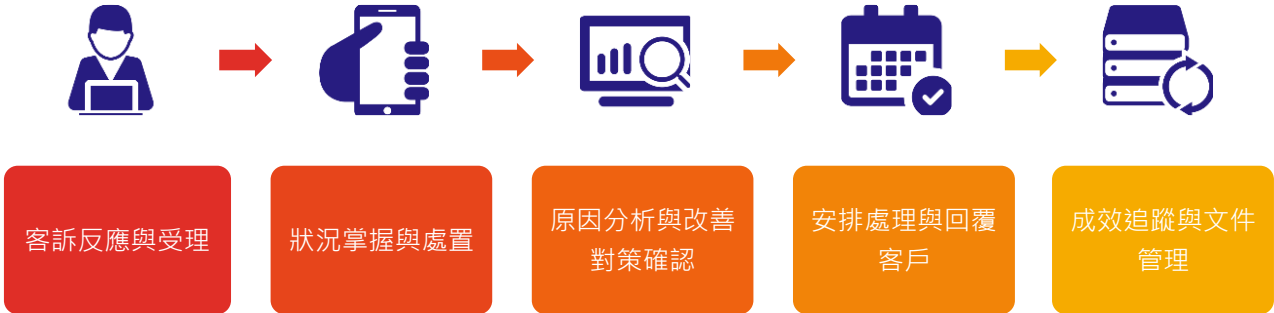 客訴反應與受理
狀況掌握與處置
原因分析與改善
對策確認
安排處理與回覆
客戶
成效追蹤與文件
管理